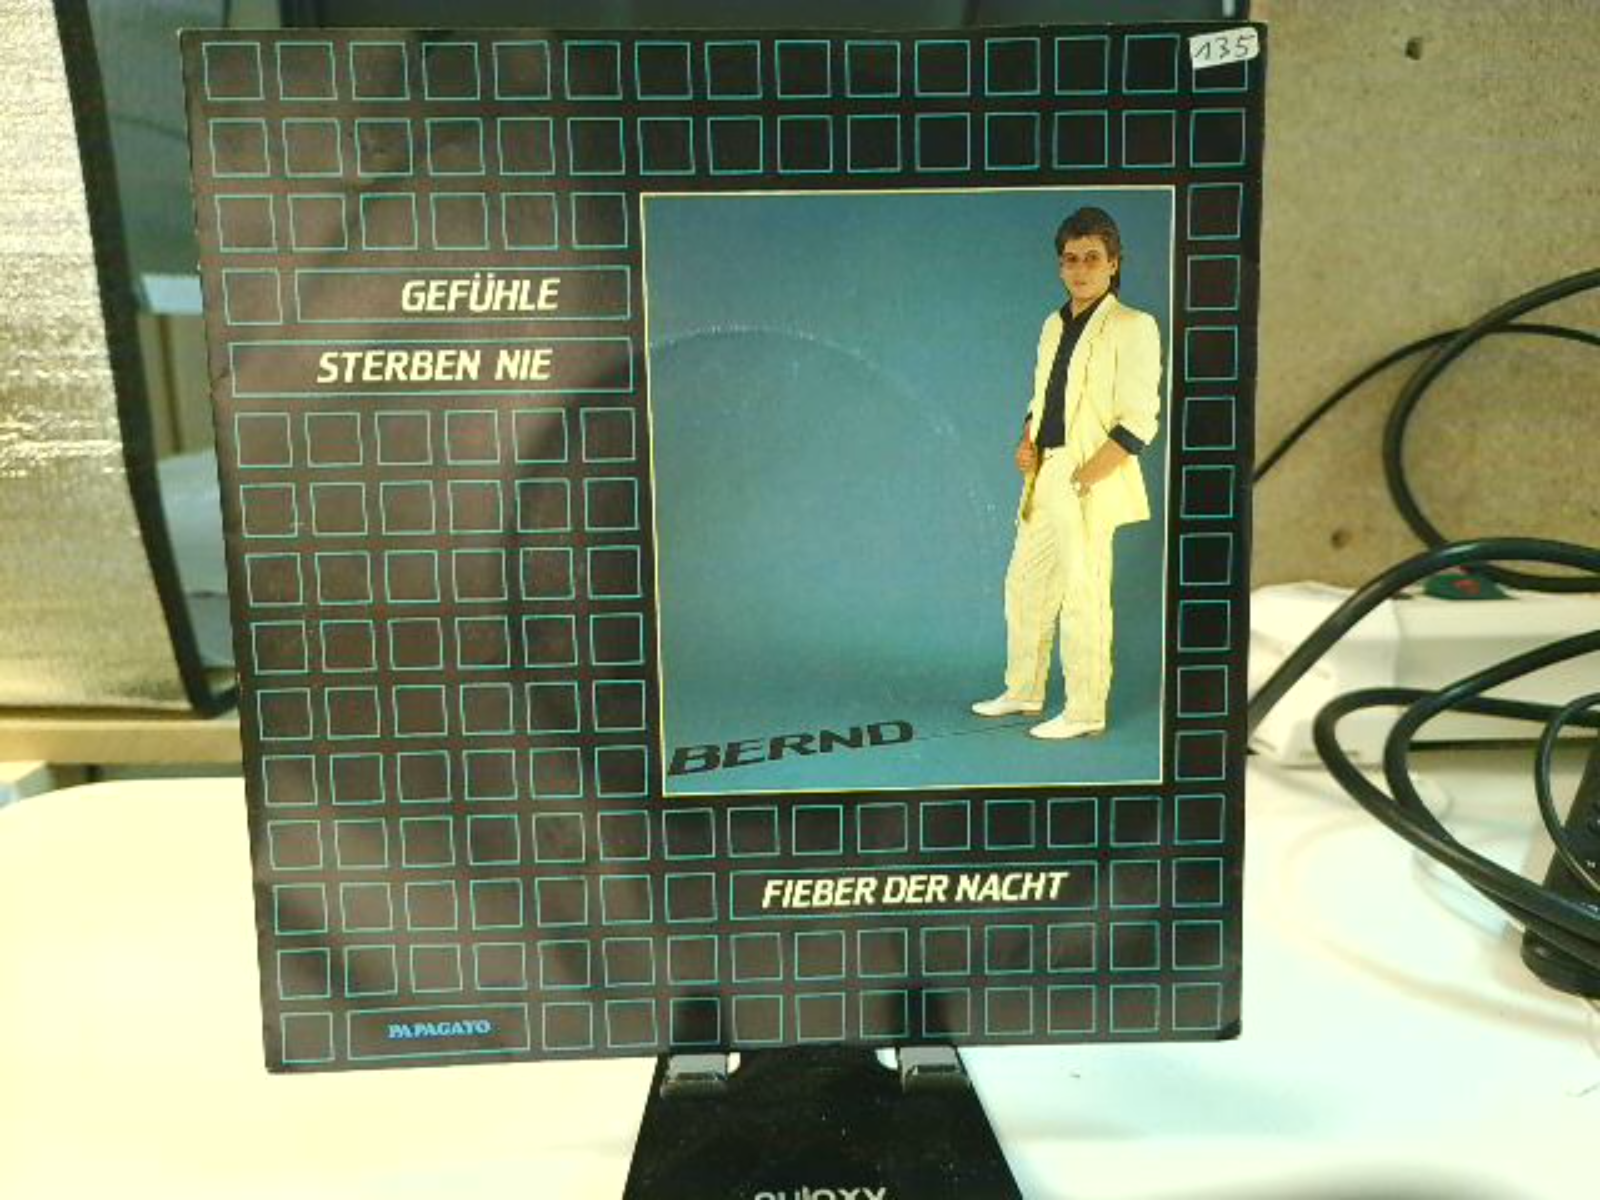 135
GEFÜHLE
STERBEN NIE
BERND
FIEBER DER NACHT
PAPAGAYO